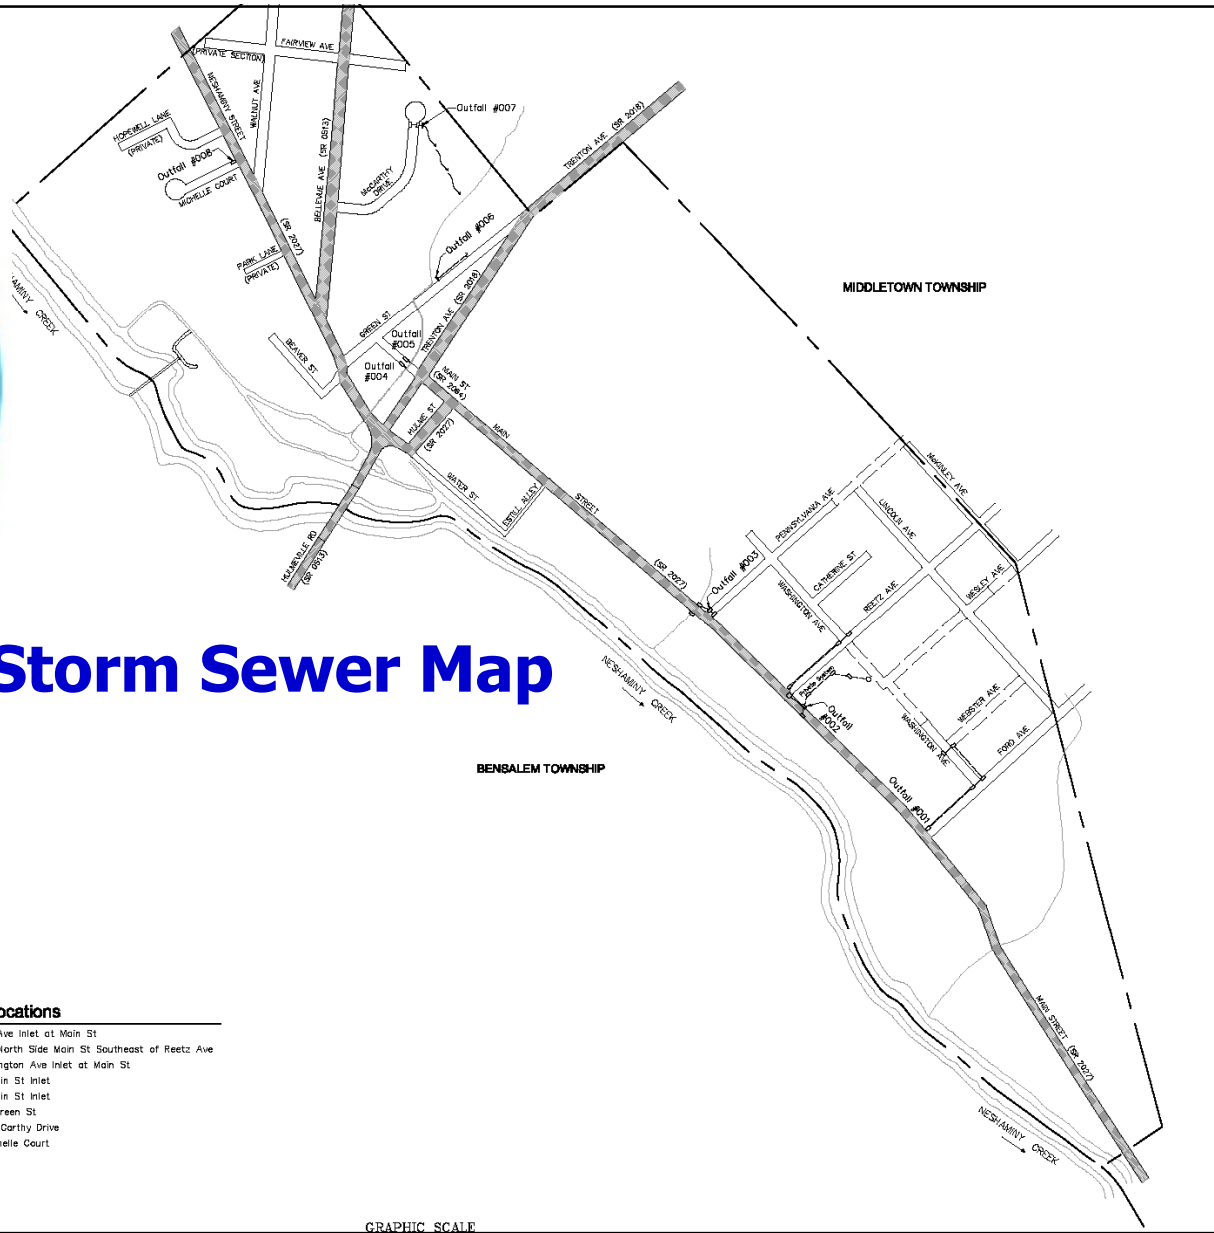 FAIRVIEW AVE
(PRIVATE SECTION)
NESHAMINY STREET
WALNUT AVE
HOPEWELL LANE
(PRIVATE)
Outfall #008
MICHELLE COURT
BELLEVUE AVE (SR 0513)
Outfall #007
McCARTHY
DRIVE
TRENTON AVE (SR 2018)
(SR 2027)
PARK LANE
(PRIVATE)
Outfall
#006
MIDDLETOWN TOWNSHIP
AMINY CREEK
GREEN ST
TRENTON AVE (SR 2018)
BEAVER ST
Outfall
#005
Outfall
#004
MAIN ST
(SR 2064)
HULME ST
(SR 2027)
MAIN
STREET
(SR 2027)
WATER ST
ESTILL ALLEY
HULMEVILLE RD
(SR 0513)
McKINLEY AVE
PENNSYLVANIA AVE
LINCOLN AVE
Outfall #003
CATHERINE ST
WASHINGTON AVE
REETZ AVE
WESLEY AVE
Storm Sewer Map
NESHAMINY CREEK
Private System
Outfall
#002
WASHINGTON AVE
WEBSTER AVE
FORD AVE
BENSALEM TOWNSHIP
Outfall #001
MAIN STREET (SR 2027)
NESHAMINY CREEK
ocations
Ave Inlet at Main St
North Side Main St Southeast of Reetz Ave
ngton Ave Inlet at Main St
in St Inlet
in St Inlet
reen St
Carthy Drive
helle Court
GRAPHIC SCALE